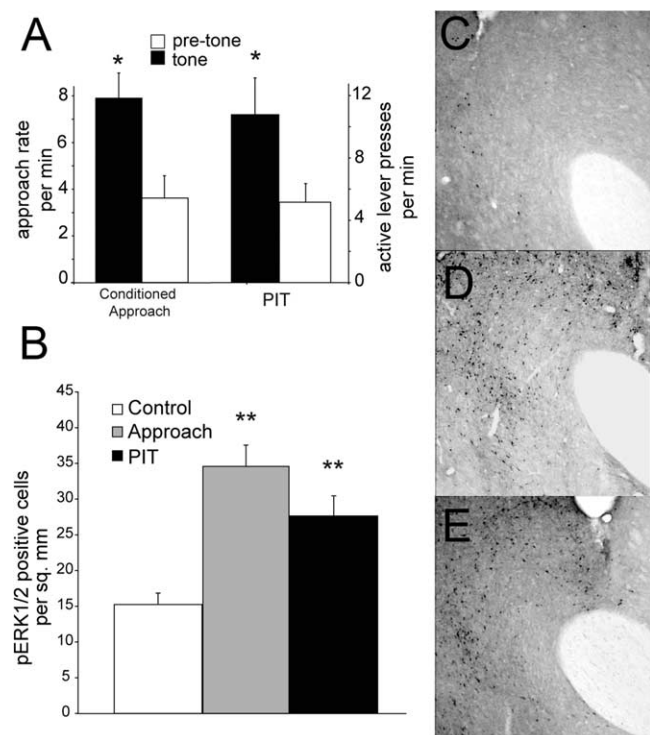 A
pre-tone
tone
*
*
8
6
4
2
0
approach rate
per min
12
8
4
0
active lever presses
per min
Conditioned
Approach
PIT
B
45
40
35
30
25
20
15
10
5
0
pERK1/2 positive cells
per sq. mm
Control
Approach
PIT
**
**
C
D
E